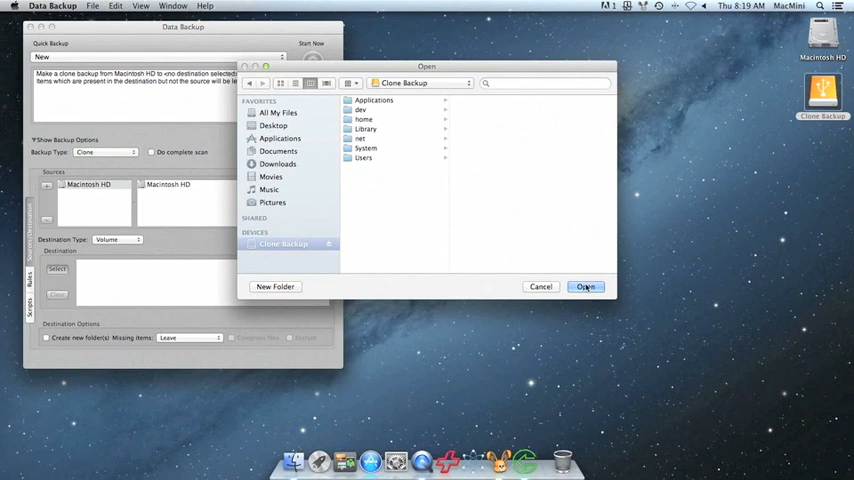 Data Backup File Edit View Window Help
1
Thu 8:19 AM MacMini
Data Backup
Quick Backup
Start Now
New
Make a clone backup from Macintosh HD to <no destination selected>
items which are present in the destination but not the source will be le
Show Backup Options
Backup Type: Clone Do complete scan
Sources
+
Macintosh HD
Macintosh HD
-
Destination Type: Volume
Destination
Select
Clear
Sources/Destination
Rules
Scripts
Destination Options
Create new folder(s) Missing items: Leave Compress files Encrypt
Open
Clone Backup
FAVORITES
All My Files
Desktop
Applications
Documents
Downloads
Movies
Music
Pictures
SHARED
DEVICES
Clone Backup
Applications
dev
home
Library
net
System
Users
New Folder
Cancel
Open
Macintosh HD
Clone Backup